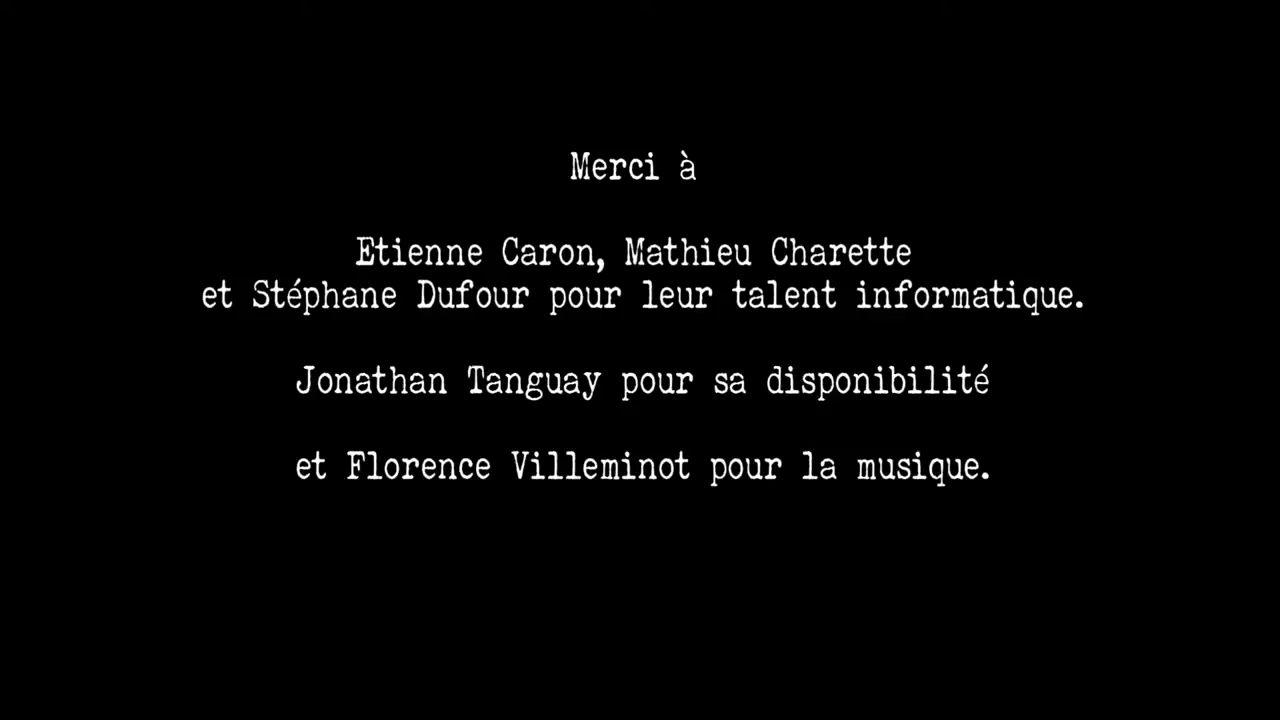 Merci à
Etienne Caron, Mathieu Charette
et Stéphane Dufour pour leur talent informatique.
Jonathan Tanguay pour sa disponibilité
et Florence Villeminot pour la musique.